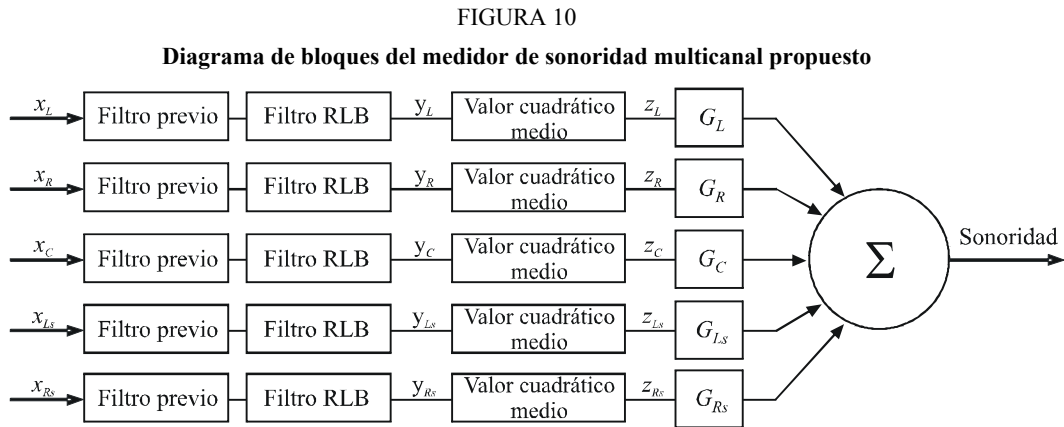 FIGURA 10
Diagrama de bloques del medidor de sonoridad multicanal propuesto
x_L Filtro previo Filtro RLB y_L Valor cuadrático medio z_L G_L
x_R Filtro previo Filtro RLB y_R Valor cuadrático medio z_R G_R
x_C Filtro previo Filtro RLB y_C Valor cuadrático medio z_C G_C
Σ Sonoridad
x_Ls Filtro previo Filtro RLB y_Ls Valor cuadrático medio z_Ls G_Ls
x_Rs Filtro previo Filtro RLB y_Rs Valor cuadrático medio z_Rs G_Rs